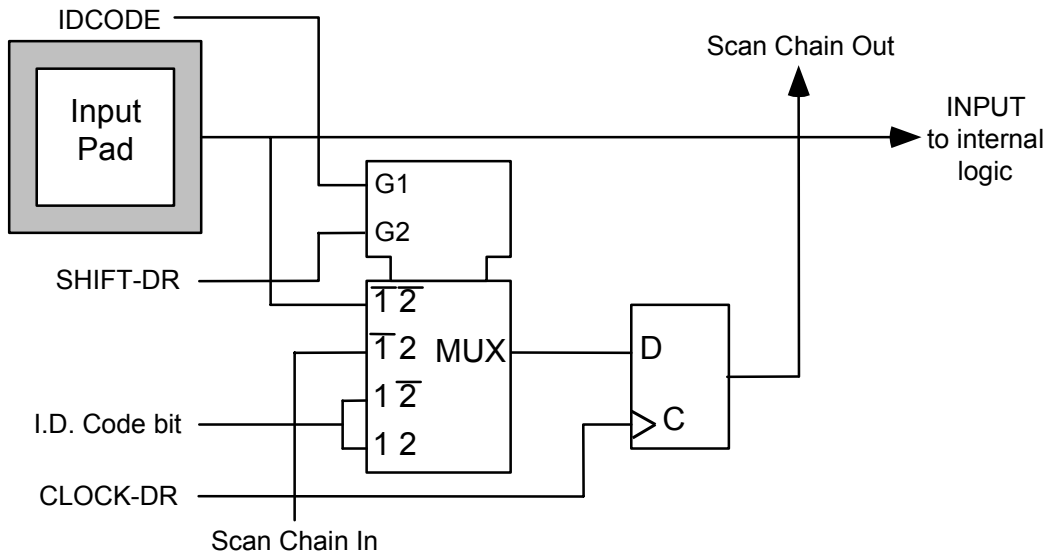 IDCODE
Input
Pad
Scan Chain Out
INPUT
to internal
logic
G1
G2
SHIFT-DR
1̅ 2̅
1̅ 2
MUX
1 2̅
1 2
D
C
I.D. Code bit
CLOCK-DR
Scan Chain In